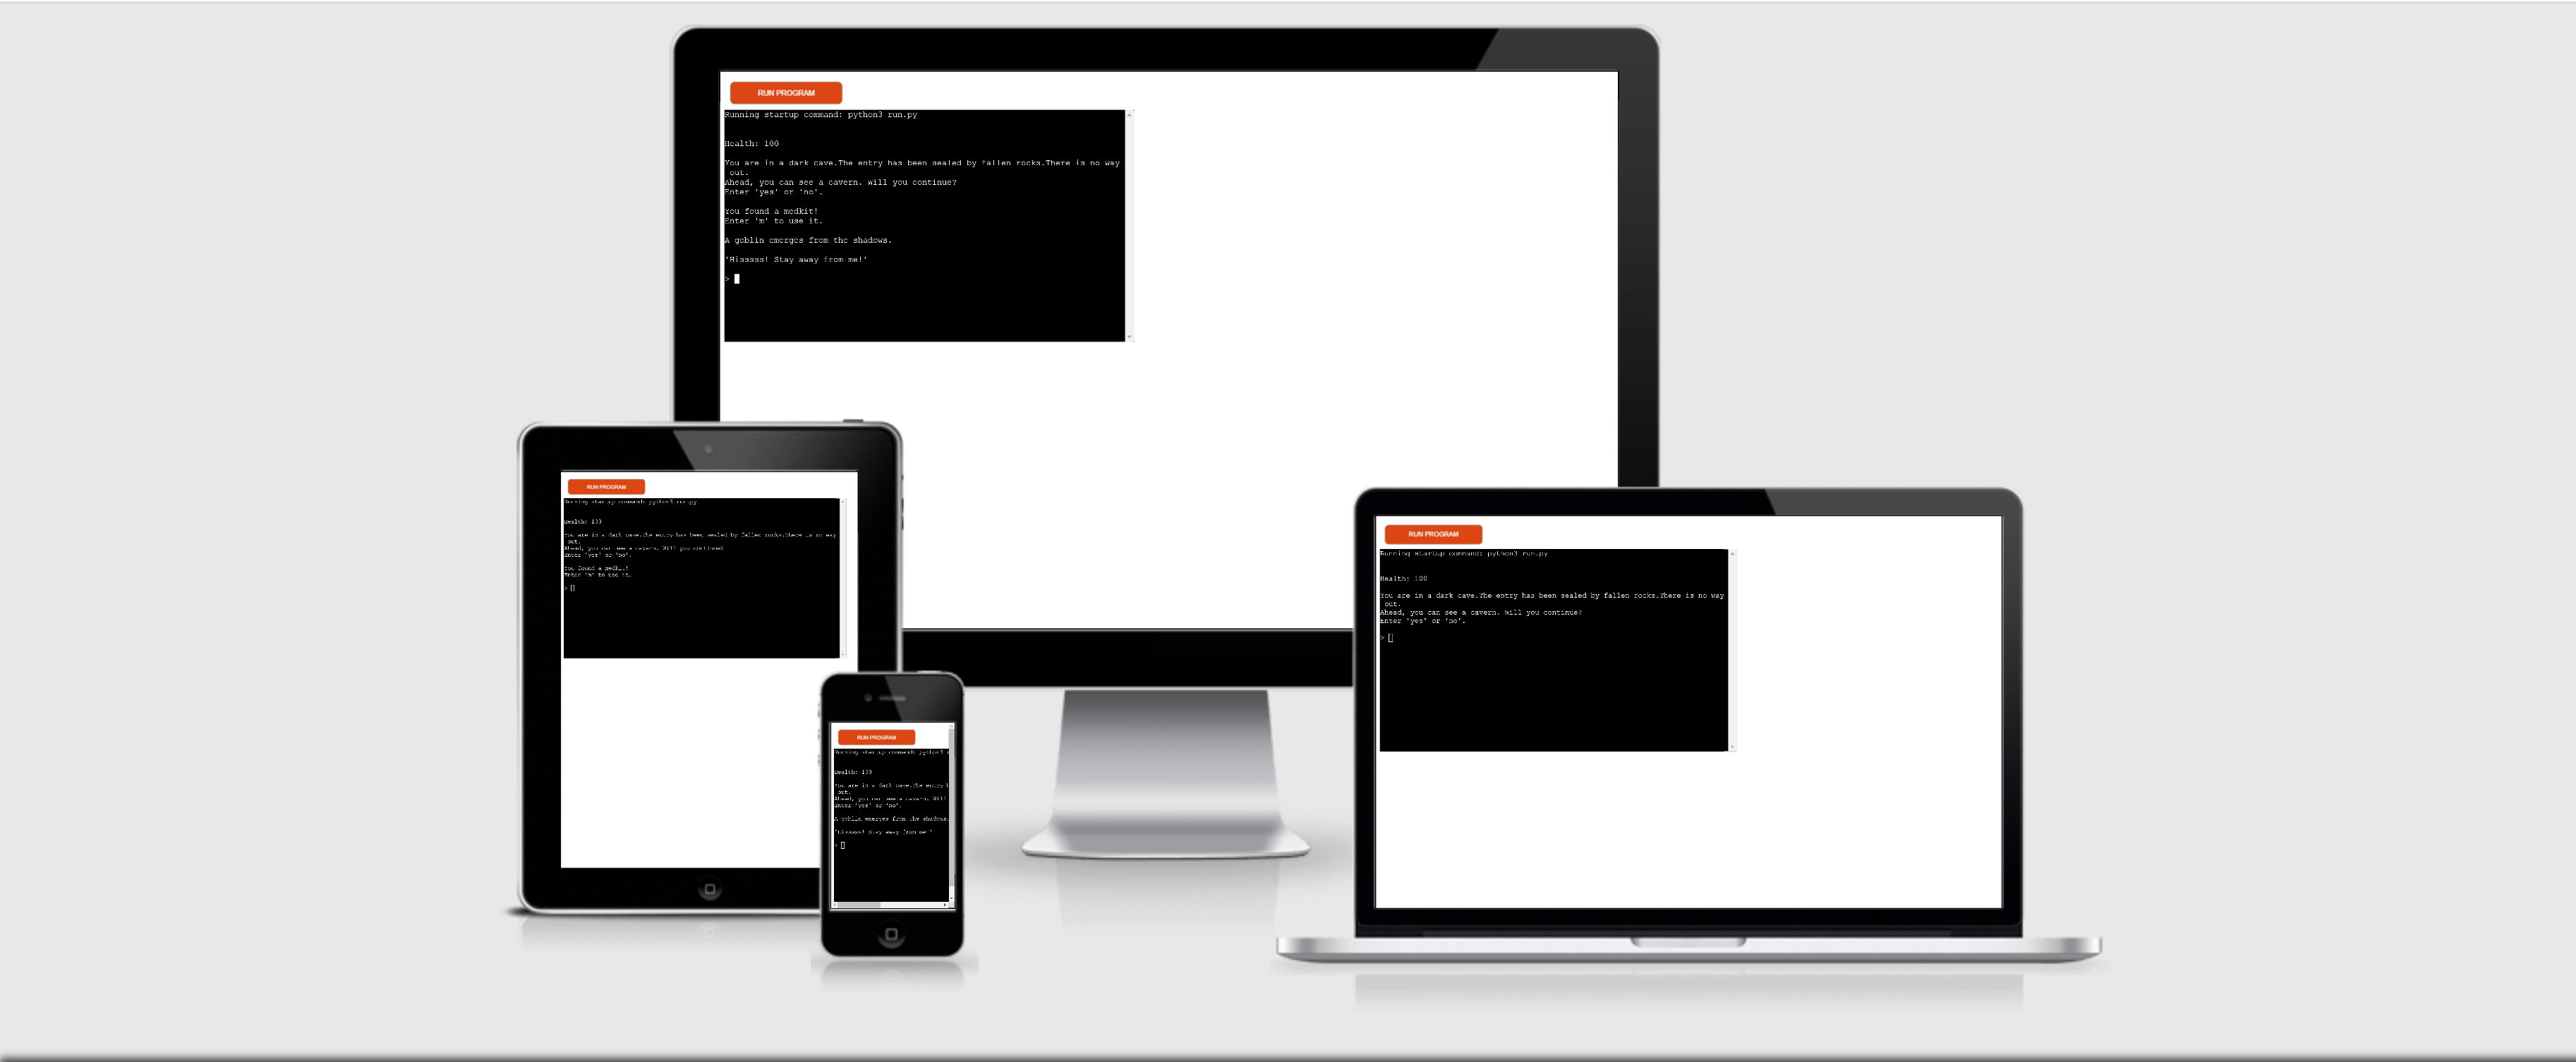 RUN PROGRAM
Running startup command: python3 run.py
Health: 100
You are in a dark cave.The entry has been sealed by fallen rocks.There is no way
out.
Ahead, you can see a cavern. Will you continue?
Enter 'yes' or 'no'.
You found a medkit!
Enter 'm' to use it.
A goblin emerges from the shadows.
'Hisssss! Stay away from me!'
>
RUN PROGRAM
Running startup command: python3 run.py
Health: 100
You are in a dark cave.The entry has been sealed by fallen rocks.There is no way
out.
Ahead, you can see a cavern. Will you continue?
Enter 'yes' or 'no'.
You found a medkit!
Enter 'm' to use it.
>
RUN PROGRAM
Running startup command: python3 run.py
Health: 100
You are in a dark cave.The entry has been sealed by fallen rocks.There is no way
out.
Ahead, you can see a cavern. Will you continue?
Enter 'yes' or 'no'.
>
RUN PROGRAM
Running startup command: python3
Health: 100
You are in a dark cave.The entry
out.
Ahead, you can see a cavern. Will
Enter 'yes' or 'no'.
A goblin emerges from the shadows.
'Hisssss! Stay away from me!'
>